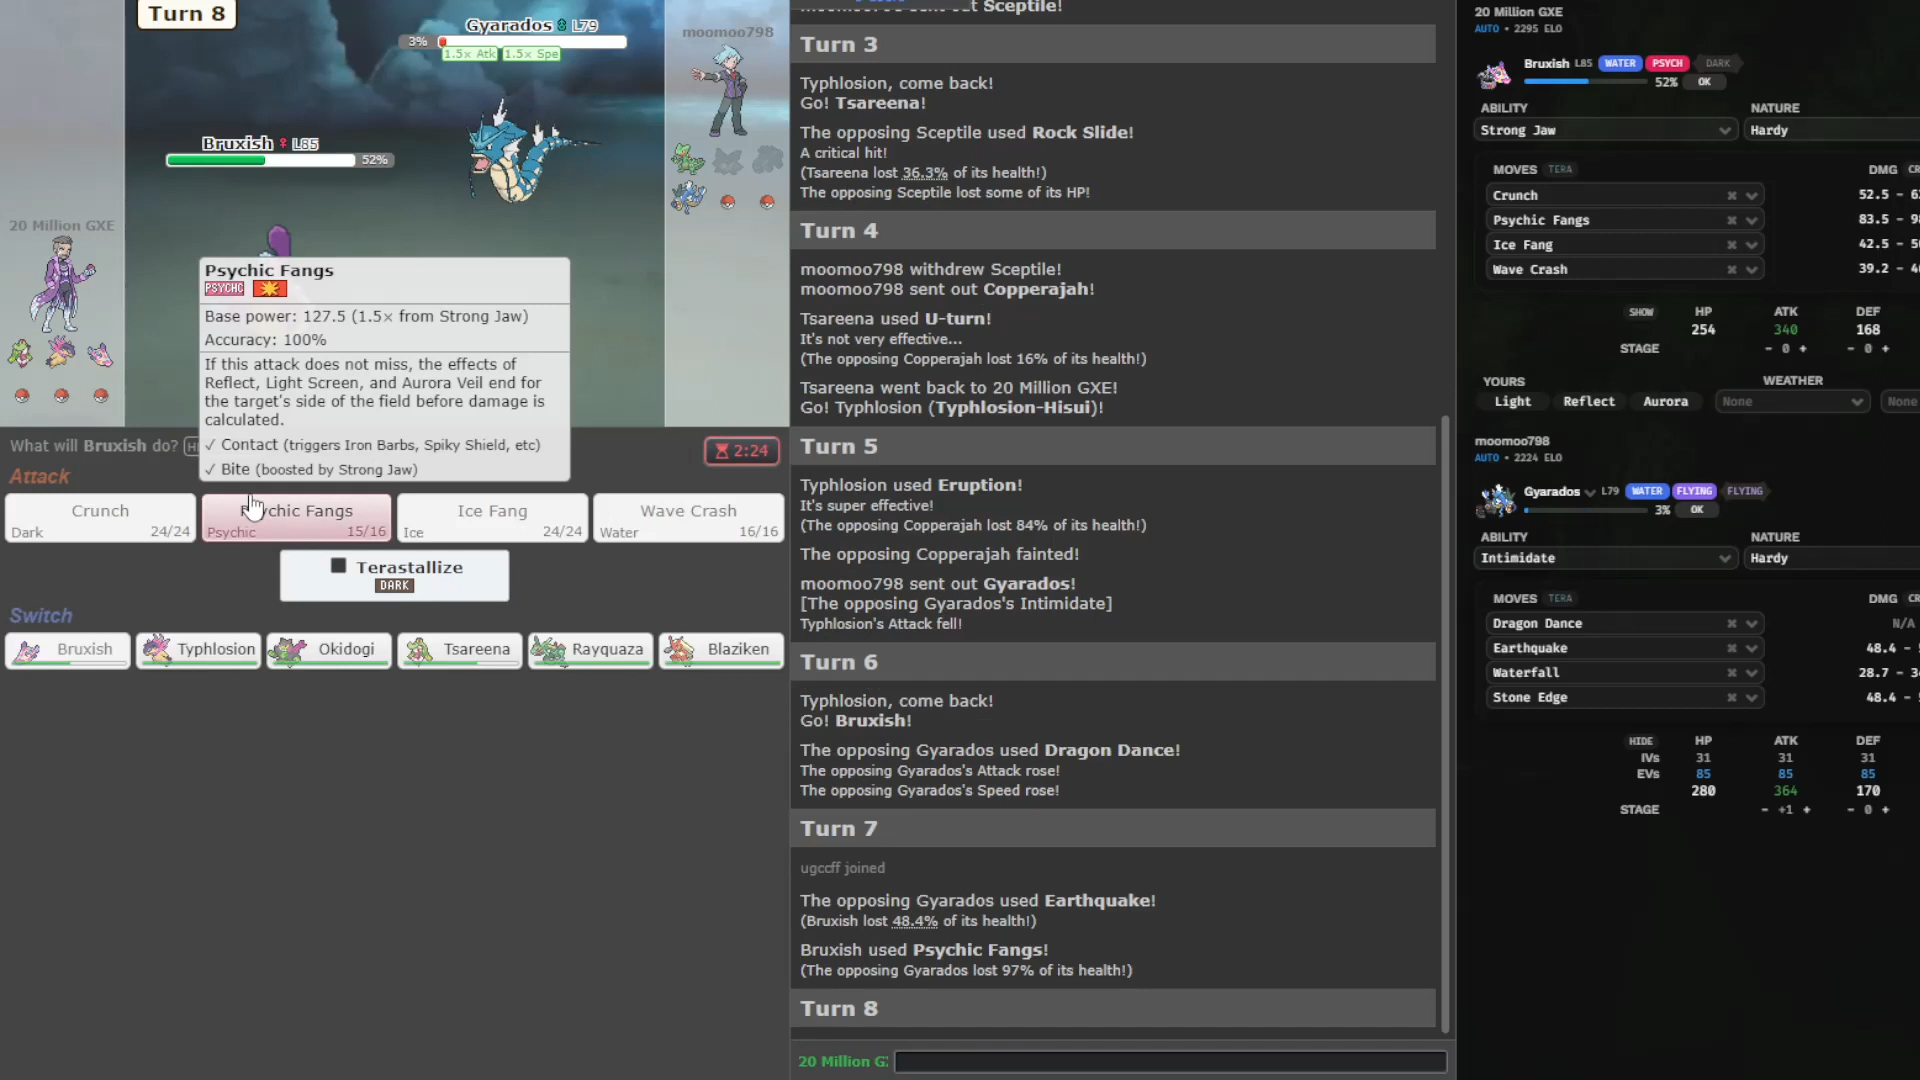 Turn 8
Gyarados L79
3%
1.5× Atk 1.5× Spe
moomoo798
Bruxish L85
52%
20 Million GXE
Psychic Fangs
PSYCHC
Base power: 127.5 (1.5× from Strong Jaw)
Accuracy: 100%
If this attack does not miss, the effects of
Reflect, Light Screen, and Aurora Veil end for
the target's side of the field before damage is
calculated.
✓ Contact (triggers Iron Barbs, Spiky Shield, etc)
✓ Bite (boosted by Strong Jaw)
What will Bruxish do?
2:24
Attack
Crunch
Dark 24/24
Psychic 15/16
Ice Fang
Ice 24/24
Wave Crash
Water 16/16
Terastallize
DARK
Switch
Bruxish
Typhlosion
Okidogi
Tsareena
Rayquaza
Blaziken
Sceptile!
Turn 3
Typhlosion, come back!
Go! Tsareena!
The opposing Sceptile used Rock Slide!
A critical hit!
(Tsareena lost 36.3% of its health!)
The opposing Sceptile lost some of its HP!
Turn 4
moomoo798 withdrew Sceptile!
moomoo798 sent out Copperajah!
Tsareena used U-turn!
It's not very effective...
(The opposing Copperajah lost 16% of its health!)
Tsareena went back to 20 Million GXE!
Go! Typhlosion (Typhlosion-Hisui)!
Turn 5
Typhlosion used Eruption!
It's super effective!
(The opposing Copperajah lost 84% of its health!)
The opposing Copperajah fainted!
moomoo798 sent out Gyarados!
[The opposing Gyarados's Intimidate]
Typhlosion's Attack fell!
Turn 6
Typhlosion, come back!
Go! Bruxish!
The opposing Gyarados used Dragon Dance!
The opposing Gyarados's Attack rose!
The opposing Gyarados's Speed rose!
Turn 7
ugccff joined
The opposing Gyarados used Earthquake!
(Bruxish lost 48.4% of its health!)
Bruxish used Psychic Fangs!
(The opposing Gyarados lost 97% of its health!)
Turn 8
20 Million G
20 Million GXE
AUTO • 2295 ELO
Bruxish L85 WATER PSYCH DARK
52% OK
ABILITY NATURE
Strong Jaw Hardy
MOVES TERA DMG
Crunch 52.5 -
Psychic Fangs 83.5 -
Ice Fang 42.5 -
Wave Crash 39.2 -
SHOW HP ATK DEF
254 340 168
STAGE - 0 + - 0 +
YOURS WEATHER
Light Reflect Aurora None None
moomoo798
AUTO • 2224 ELO
Gyarados L79 WATER FLYING FLYING
3% OK
ABILITY NATURE
Intimidate Hardy
MOVES TERA DMG
Dragon Dance N/A
Earthquake 48.4 -
Waterfall 28.7 -
Stone Edge 48.4 -
HIDE HP ATK DEF
IVs 31 31 31
EVs 85 85 85
280 364 170
STAGE - +1 + - 0 +